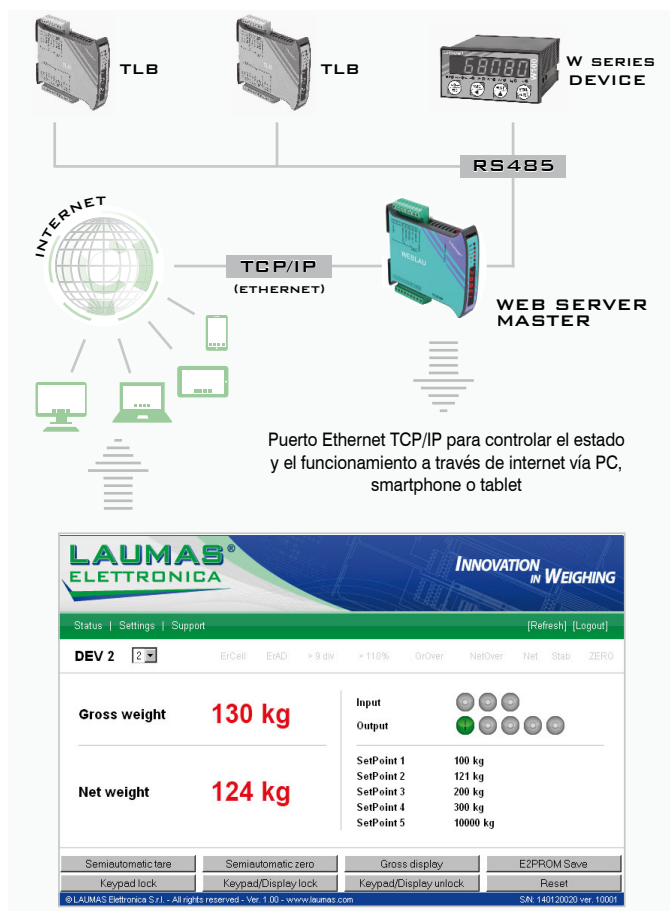 TLB
TLB
LAUMAS
68080
W100
W SERIES
DEVICE
RS485
INTERNET
TCP/IP
(ETHERNET)
WEBLAU
WEB SERVER
MASTER
Puerto Ethernet TCP/IP para controlar el estado
y el funcionamiento a través de internet vía PC,
smartphone o tablet
LAUMAS®
ELETTRONICA
INNOVATION
IN WEIGHING
Status | Settings | Support [Refresh] [Logout]
DEV 2 2 ErCell ErAD > 9 div > 110% GrOver NetOver Net Stab ZERO
Gross weight 130 kg
Input
Output
Net weight 124 kg
SetPoint 1 100 kg
SetPoint 2 121 kg
SetPoint 3 200 kg
SetPoint 4 300 kg
SetPoint 5 10000 kg
Semiautomatic tare Semiautomatic zero Gross display E2PROM Save
Keypad lock Keypad/Display lock Keypad/Display unlock Reset
© LAUMAS Elettronica S.r.l. - All rights reserved - Ver. 1.00 - www.laumas.com S/N: 140120020 ver. 10001